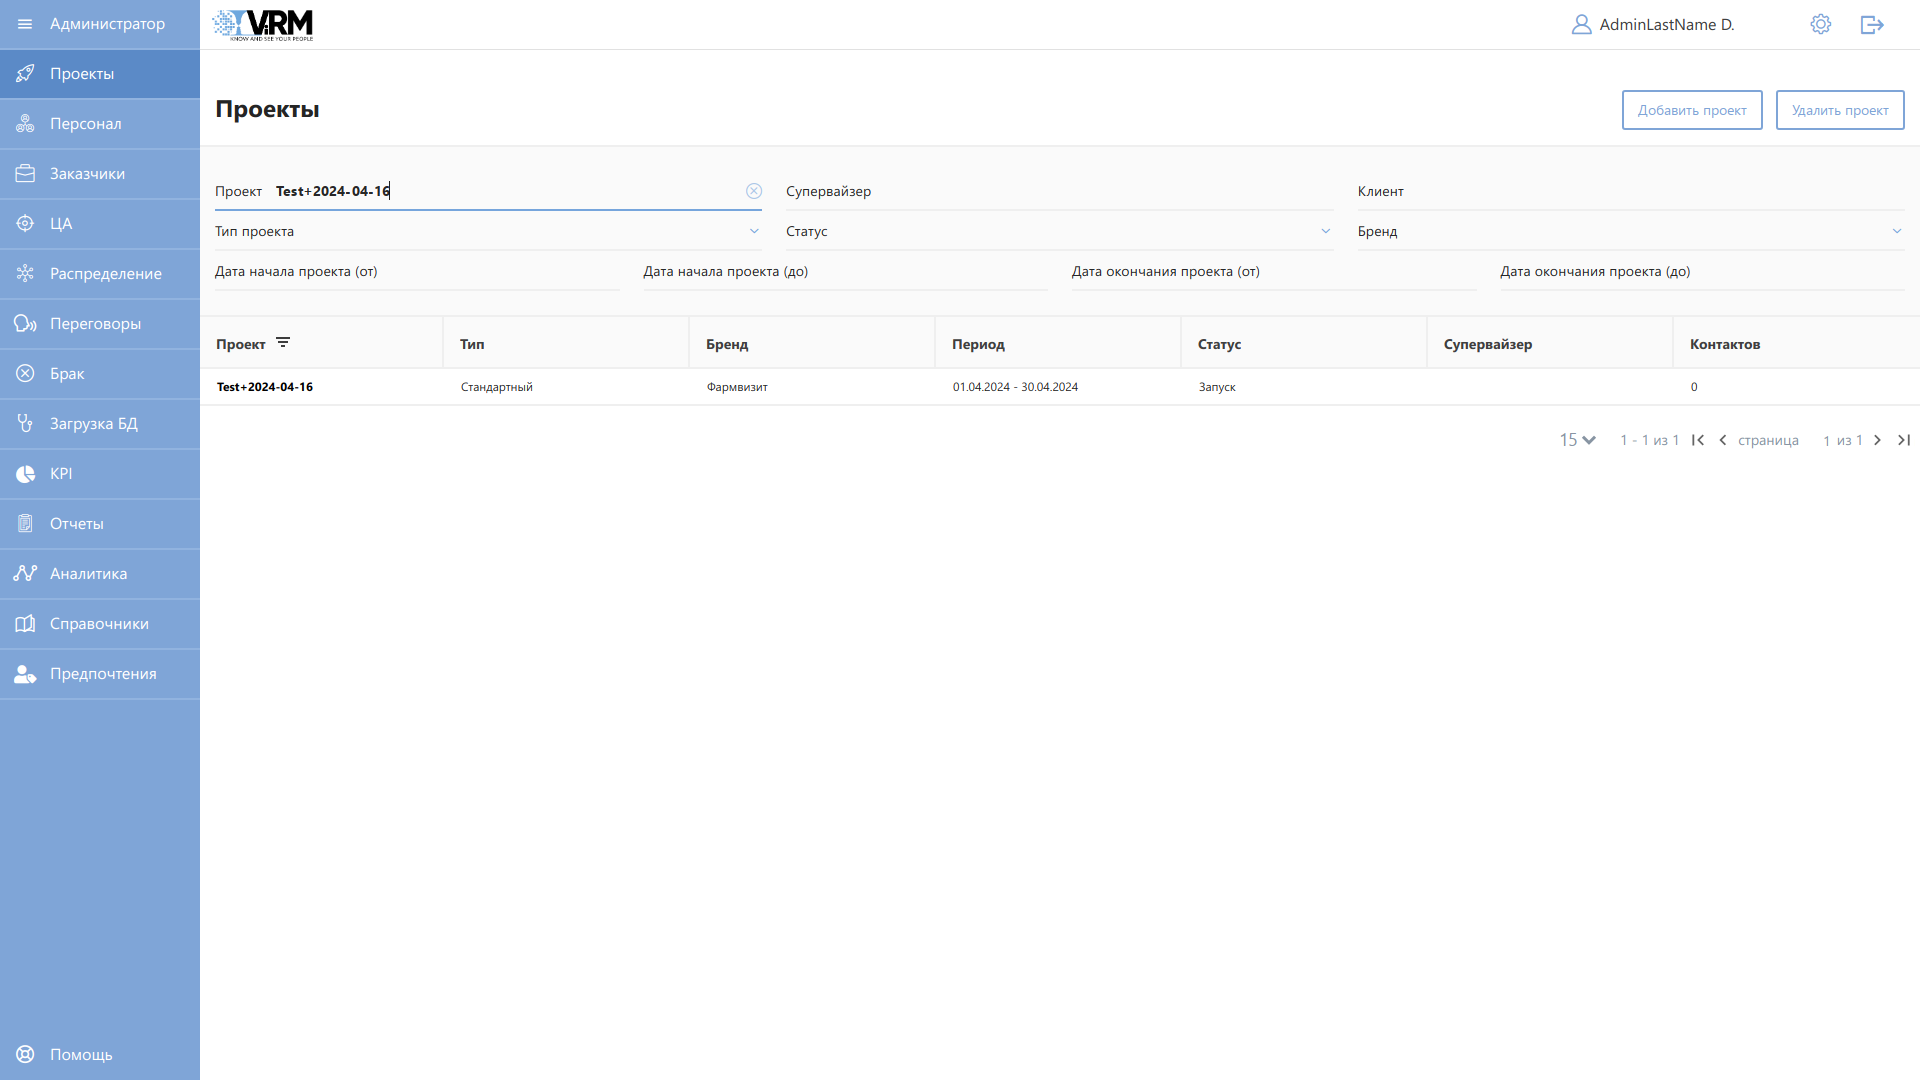 Администратор
ViRM
KNOW AND SEE YOUR PEOPLE
AdminLastName D.
Проекты
Персонал
Заказчики
ЦА
Распределение
Переговоры
Брак
Загрузка БД
KPI
Отчеты
Аналитика
Справочники
Предпочтения
Помощь
Проекты
Добавить проект
Удалить проект
Проект Test+2024-04-16
Супервайзер
Клиент
Тип проекта
Статус
Бренд
Дата начала проекта (от)
Дата начала проекта (до)
Дата окончания проекта (от)
Дата окончания проекта (до)
Проект Тип Бренд Период Статус Супервайзер Контактов
Test+2024-04-16 Стандартный Фармвизит 01.04.2024 - 30.04.2024 Запуск 0
15 1 - 1 из 1 страница 1 из 1